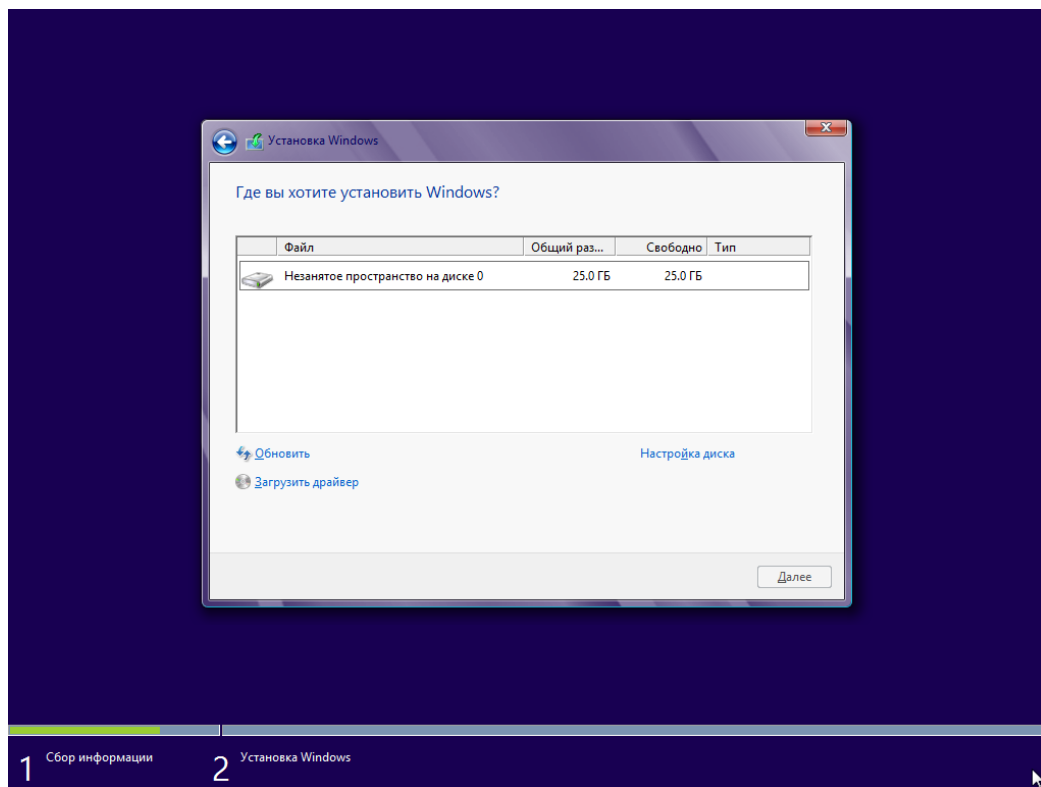 Установка Windows
Где вы хотите установить Windows?
Файл Общий раз... Свободно Тип
Незанятое пространство на диске 0 25.0 ГБ 25.0 ГБ
Обновить Настройка диска
Загрузить драйвер
Далее
1 Сбор информации 2 Установка Windows